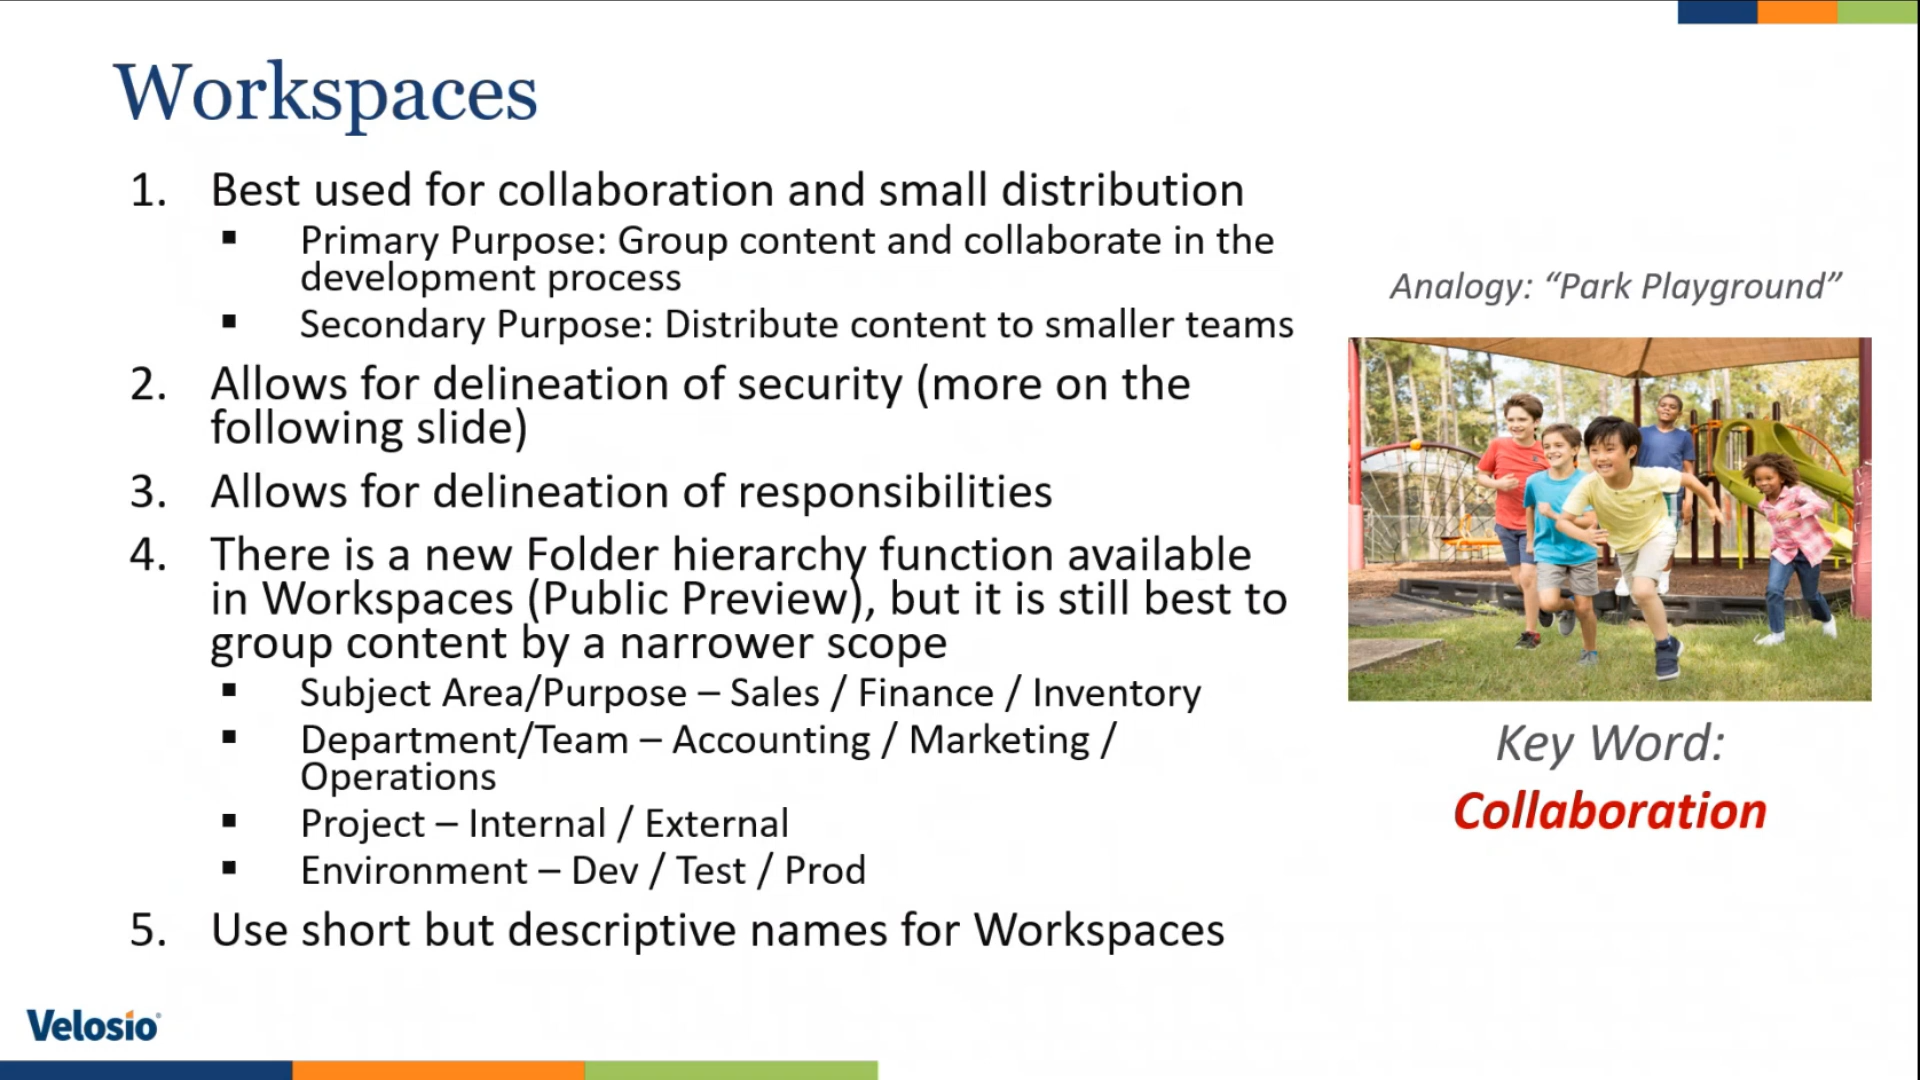 Workspaces
1. Best used for collaboration and small distribution
▪ Primary Purpose: Group content and collaborate in the
development process
▪ Secondary Purpose: Distribute content to smaller teams
2. Allows for delineation of security (more on the
following slide)
3. Allows for delineation of responsibilities
4. There is a new Folder hierarchy function available
in Workspaces (Public Preview), but it is still best to
group content by a narrower scope
▪ Subject Area/Purpose – Sales / Finance / Inventory
▪ Department/Team – Accounting / Marketing /
Operations
▪ Project – Internal / External
▪ Environment – Dev / Test / Prod
5. Use short but descriptive names for Workspaces
Analogy: “Park Playground”
Key Word:
Collaboration
Velosio